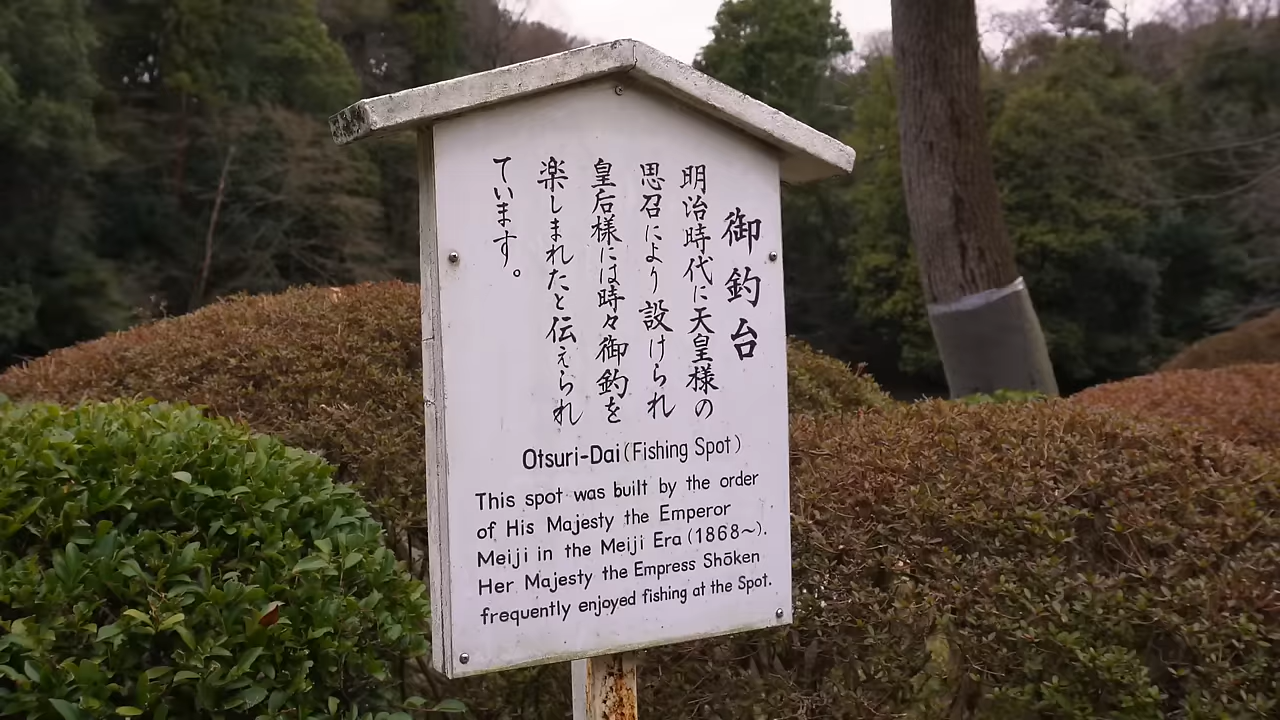 御釣台
明治時代に天皇様の
思召により設けられ
皇后様には時々御釣を
楽しまれたと伝えられ
ています。
Otsuri-Dai (Fishing Spot)
This spot was built by the order
of His Majesty the Emperor
Meiji in the Meiji Era (1868～).
Her Majesty the Empress Shōken
frequently enjoyed fishing at the Spot.